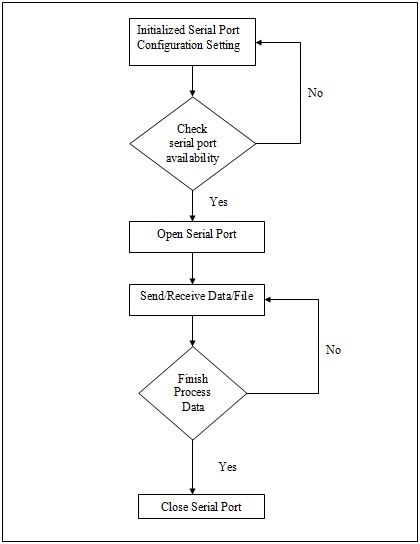 Initialized Serial Port
Configuration Setting
No
Check
serial port
availability
Yes
Open Serial Port
Send/Receive Data/File
No
Finish
Process
Data
Yes
Close Serial Port